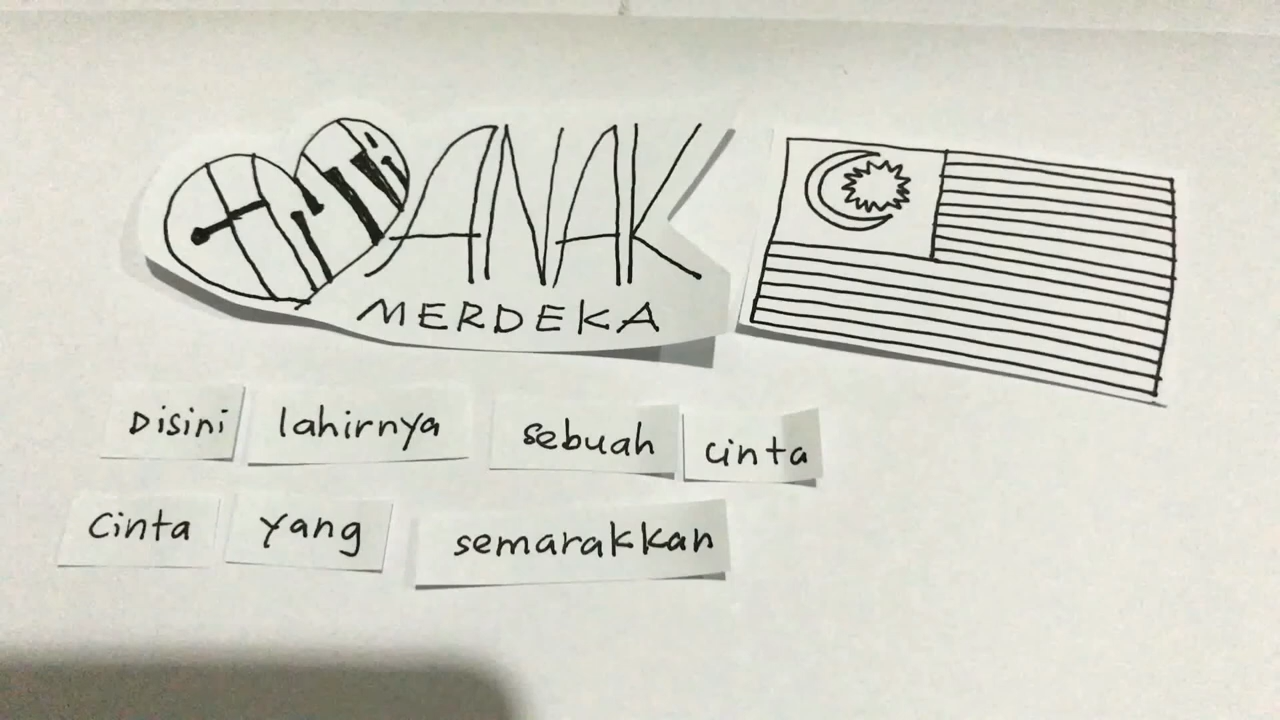 ANAK
MERDEKA
Disini lahirnya sebuah cinta
Cinta yang semarakkan